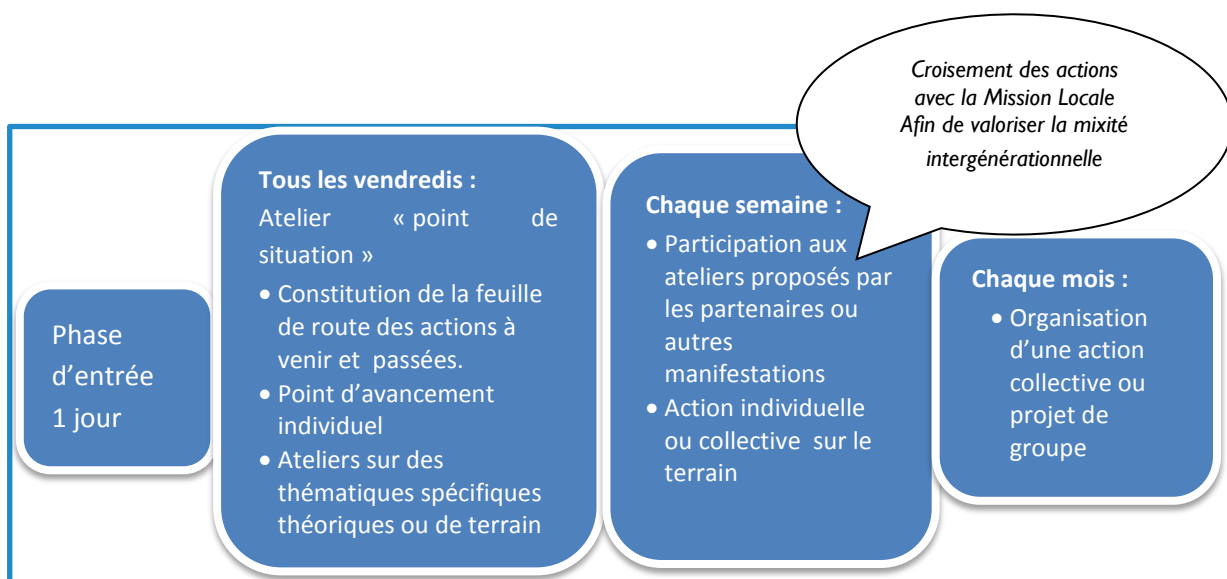 Croisement des actions
avec la Mission Locale
Afin de valoriser la mixité
intergénérationnelle
Phase
d’entrée
1 jour
Tous les vendredis :
Atelier « point de
situation »
• Constitution de la feuille
de route des actions à
venir et passées.
• Point d’avancement
individuel
• Ateliers sur des
thématiques spécifiques
théoriques ou de terrain
Chaque semaine :
• Participation aux
ateliers proposés par
les partenaires ou
autres
manifestations
• Action individuelle
ou collective sur le
terrain
Chaque mois :
• Organisation
d’une action
collective ou
projet de
groupe